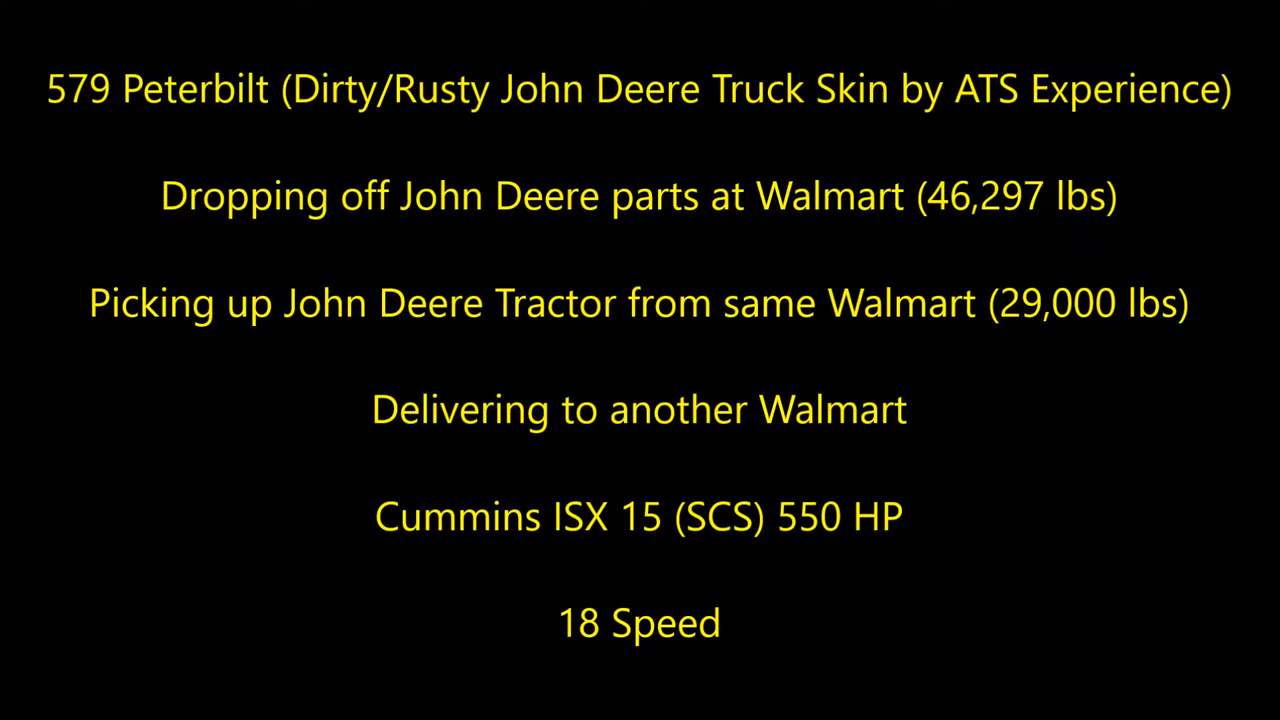 579 Peterbilt (Dirty/Rusty John Deere Truck Skin by ATS Experience)
Dropping off John Deere parts at Walmart (46,297 lbs)
Picking up John Deere Tractor from same Walmart (29,000 lbs)
Delivering to another Walmart
Cummins ISX 15 (SCS) 550 HP
18 Speed